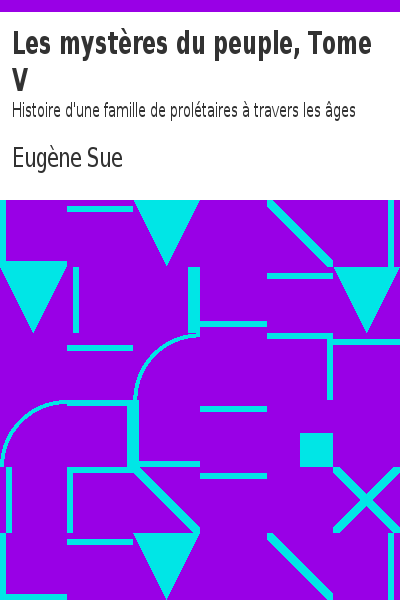 Les mystères du peuple, Tome
V
Histoire d'une famille de prolétaires à travers les âges
Eugène Sue